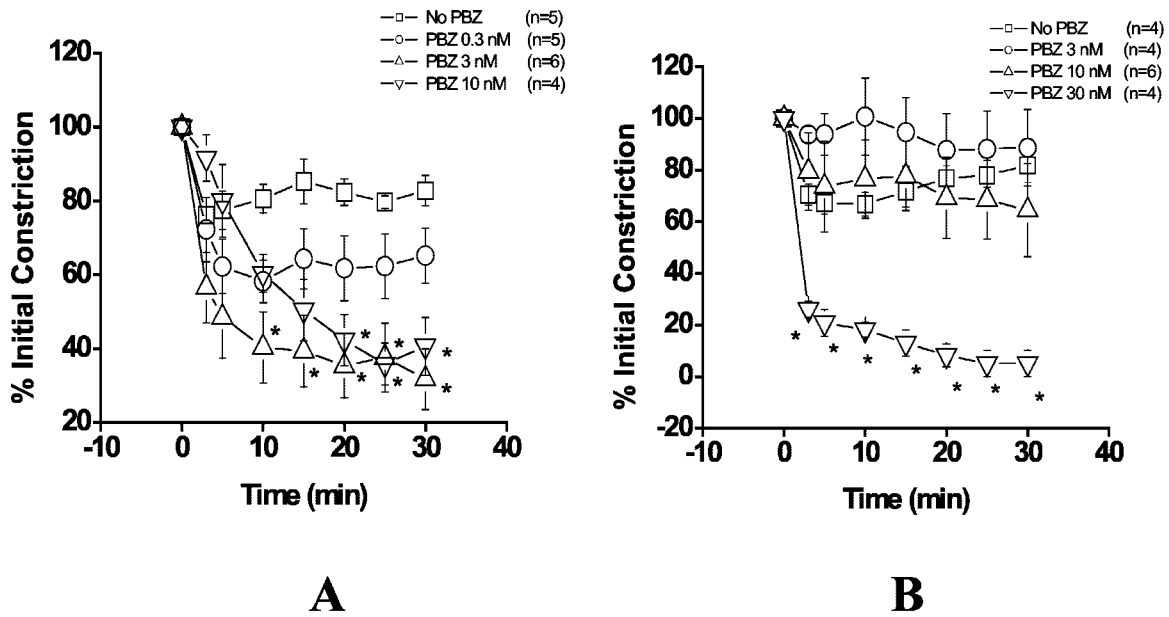 No PBZ (n=5)
PBZ 0.3 nM (n=5)
PBZ 3 nM (n=6)
PBZ 10 nM (n=4)
120
100
80
60
40
20
% Initial Constriction
* * * * * * * * *
-10 0 10 20 30 40
Time (min)
A
No PBZ (n=4)
PBZ 3 nM (n=4)
PBZ 10 nM (n=6)
PBZ 30 nM (n=4)
120
100
80
60
40
20
0
-20
% Initial Constriction
* * * * * * *
-10 0 10 20 30 40
Time (min)
B